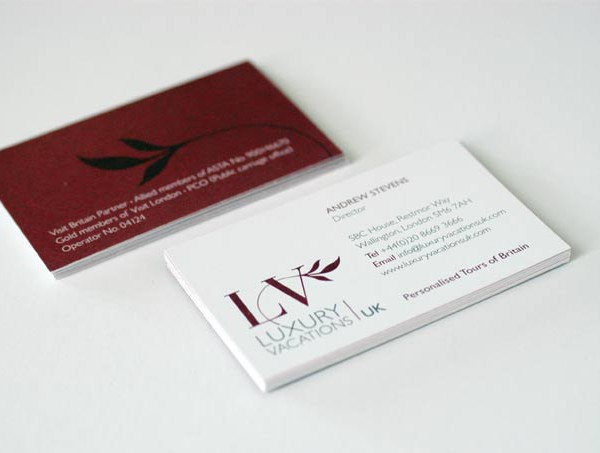 Visit Britain Partner - Allied members of ASTA No 900146670
Gold members of Visit London - PCO (Public carriage office)
Operator No 04124
ANDREW STEVENS
Director
SBC House, Restmor Way
Wallington, London SM6 7AH
Tel +44(0)20 8669 3666
Email info@luxuryvacationsuk.com
www.luxuryvacationsuk.com
Personalised Tours of Britain
LV
LUXURY
VACATIONS | UK